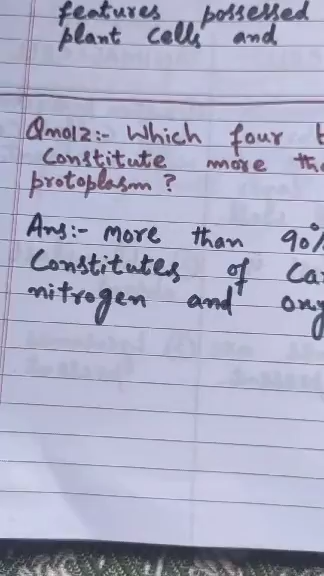 features possessed
plant cells and
Qno12:- Which four
Constitute more
protoplasm ?
Ans:- more than 90%
Constitutes of
nitrogen and